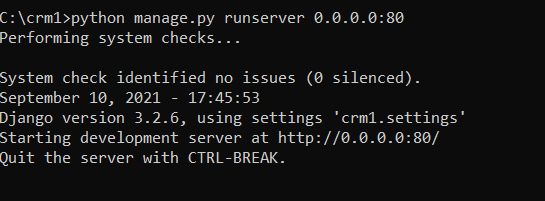 C:\crm1>python manage.py runserver 0.0.0.0:80
Performing system checks...
System check identified no issues (0 silenced).
September 10, 2021 - 17:45:53
Django version 3.2.6, using settings 'crm1.settings'
Starting development server at http://0.0.0.0:80/
Quit the server with CTRL-BREAK.